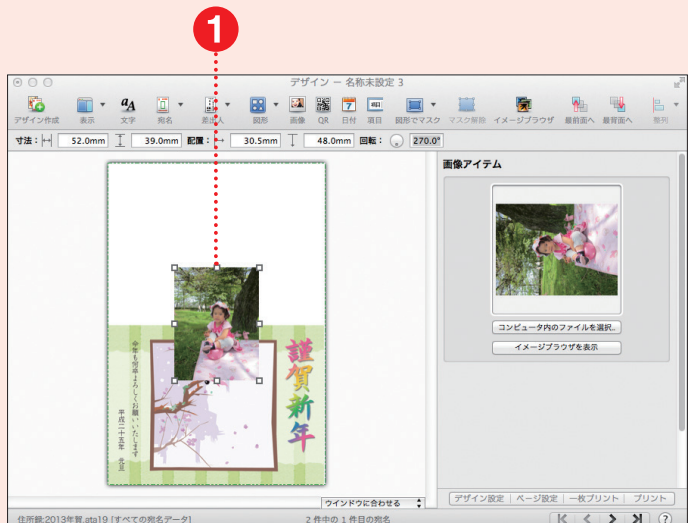 1
デザイン − 名称未設定 3
デザイン作成 表示 文字 宛名 差出人 図形 画像 QR 日付 項目 図形でマスク マスク解除 イメージブラウザ 最前面へ 最背面へ 整列
寸法： 52.0mm 39.0mm 配置： 30.5mm 48.0mm 回転： 270.0°
画像アイテム
コンピュータ内のファイルを選択..
イメージブラウザを表示
謹賀新年
今年も何卒よろしくお願いいたします
平成二十五年 元旦
ウインドウに合わせる
デザイン設定 ページ設定 一枚プリント プリント
住所録:2013年賀.ata19 [すべての宛名データ] 2 件中の 1 件目の宛名 ?